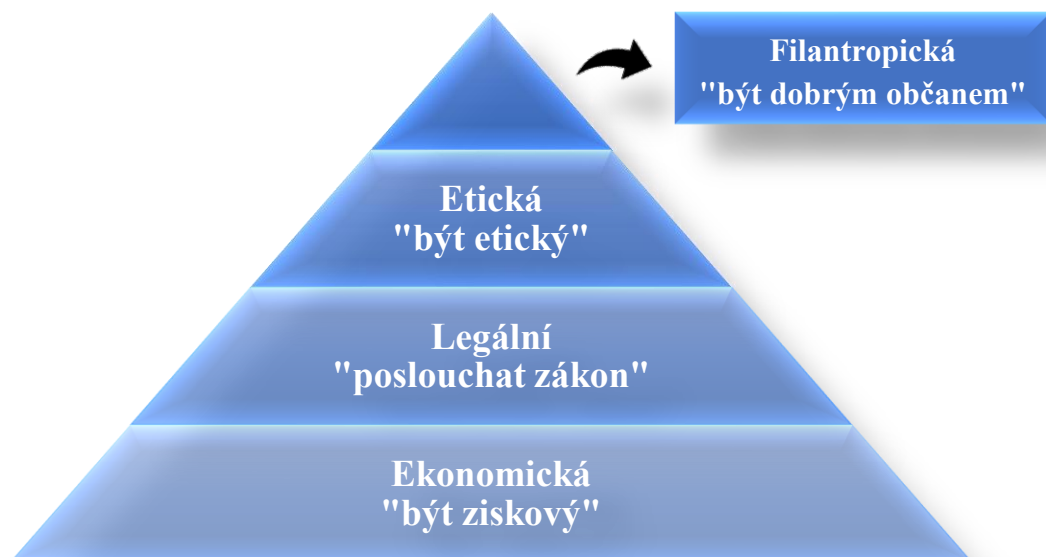 Filantropická
"být dobrým občanem"
Etická
"být etický"
Legální
"poslouchat zákon"
Ekonomická
"být ziskový"